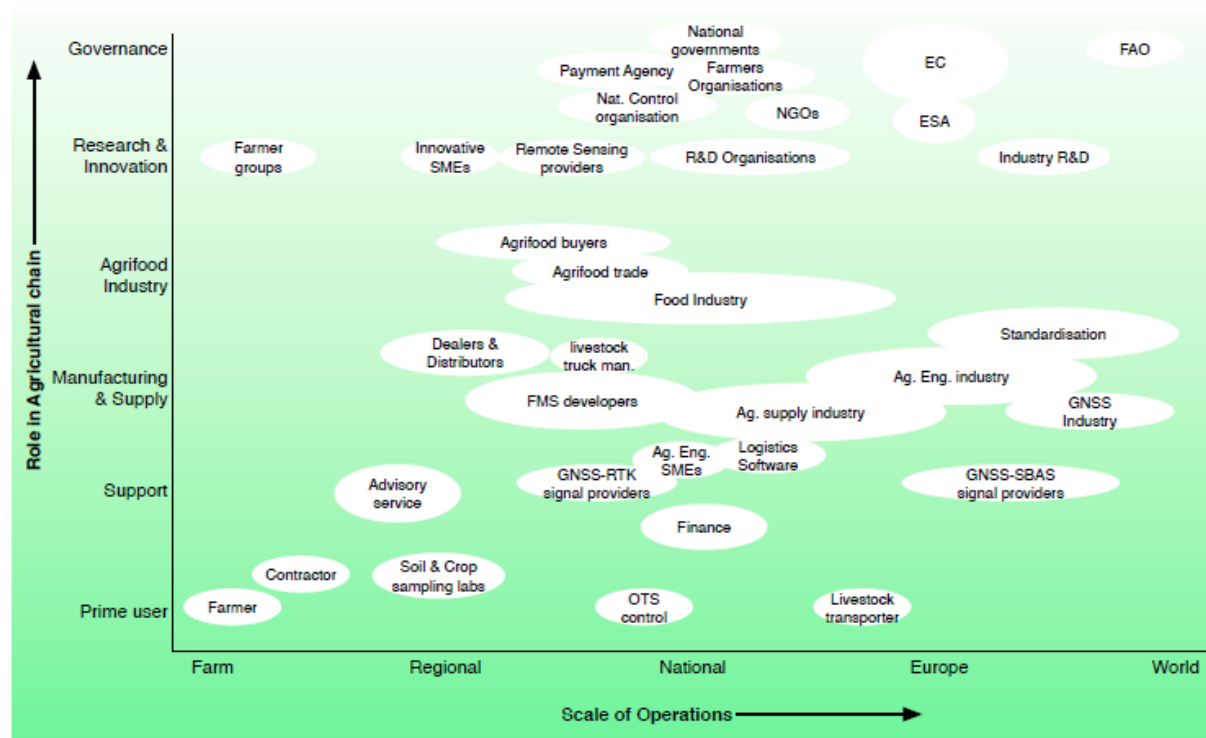 Governance
National
governments
EC
FAO
Payment Agency
Farmers
Organisations
Nat. Control
organisation
NGOs
ESA
Research &
Innovation
Farmer
groups
Innovative
SMEs
Remote Sensing
providers
R&D Organisations
Industry R&D
Agrifood
Industry
Agrifood buyers
Agrifood trade
Food Industry
Standardisation
Manufacturing
& Supply
Dealers &
Distributors
livestock
truck man.
Ag. Eng. industry
FMS developers
Ag. supply industry
GNSS
Industry
Support
Advisory
service
GNSS-RTK
signal providers
Ag. Eng.
SMEs
Logistics
Software
GNSS-SBAS
signal providers
Finance
Prime user
Contractor
Soil & Crop
sampling labs
Farmer
OTS
control
Livestock
transporter
Role in Agricultural chain
Farm
Regional
National
Europe
World
Scale of Operations